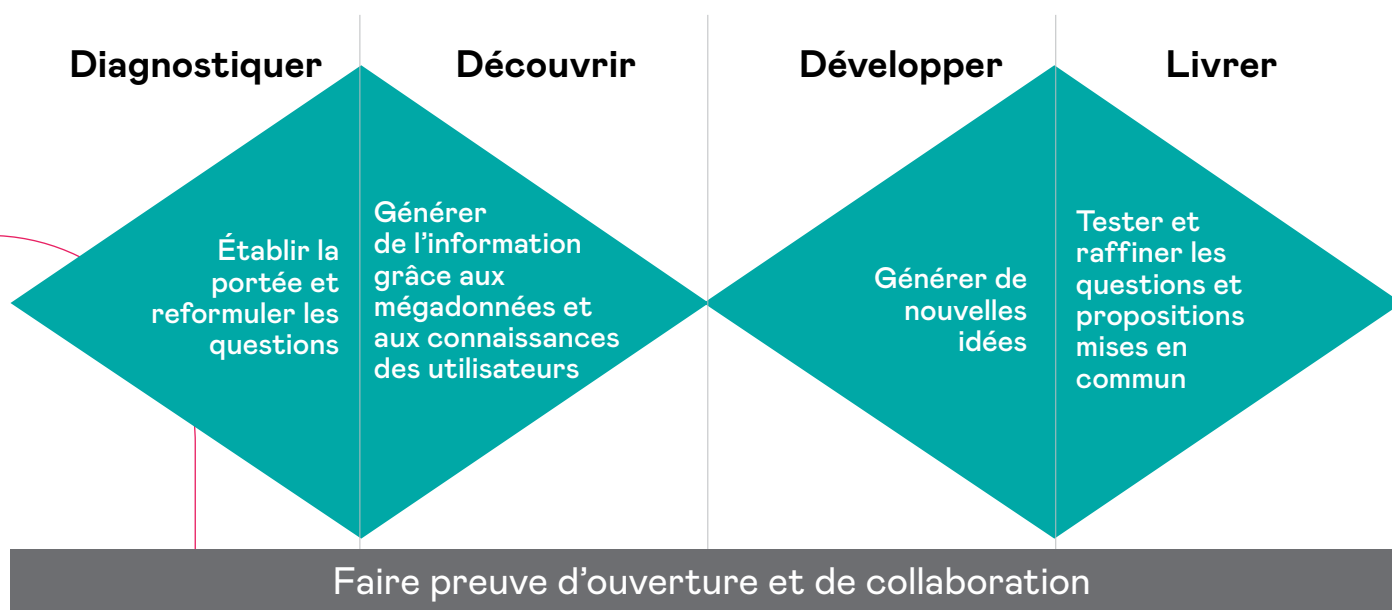 Diagnostiquer
Découvrir
Développer
Livrer
Établir la
portée et
reformuler les
questions
Générer
de l’information
grâce aux
mégadonnées et
aux connaissances
des utilisateurs
Générer de
nouvelles
idées
Tester et
raffiner les
questions et
propositions
mises en
commun
Faire preuve d’ouverture et de collaboration